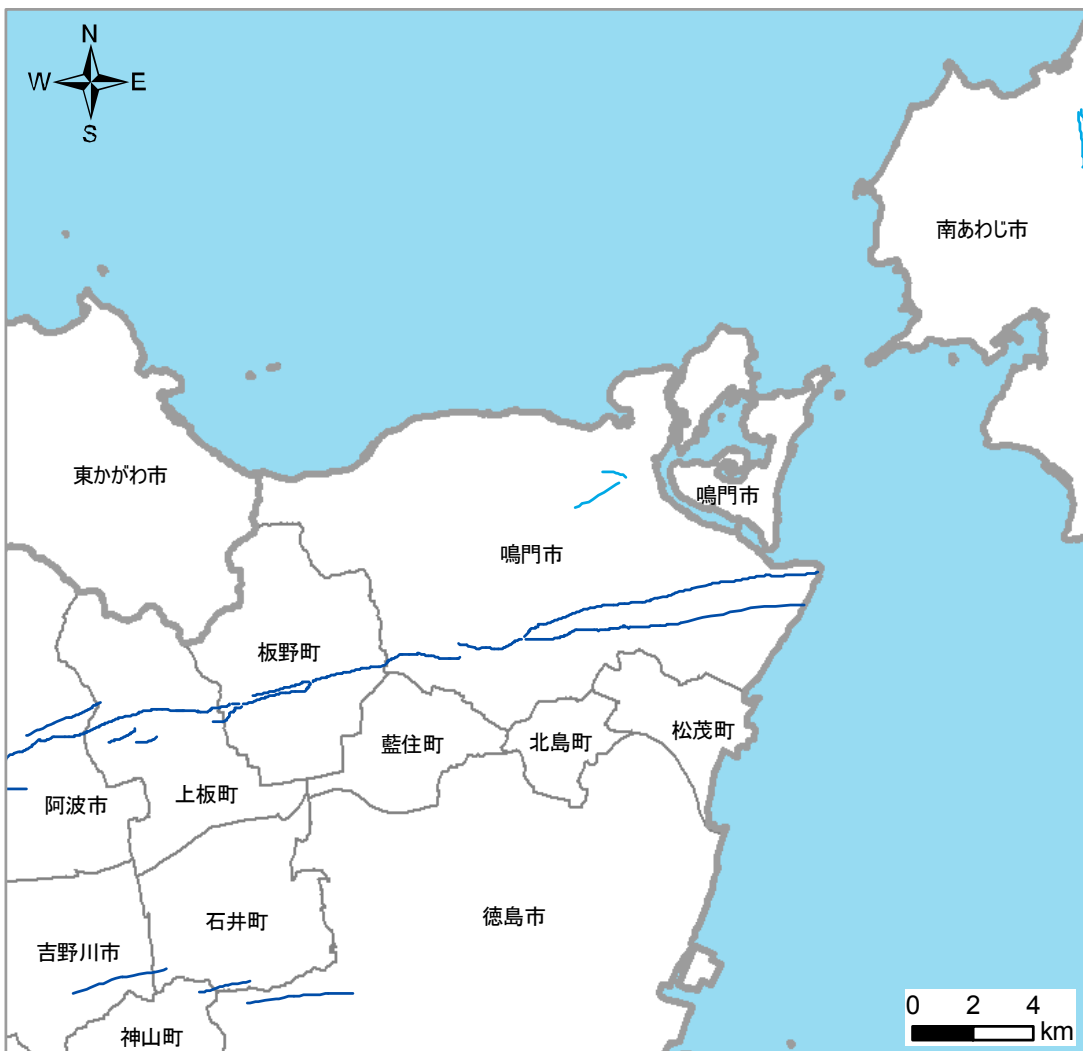 N
W E
S
南あわじ市
東かがわ市
鳴門市
鳴門市
板野町
松茂町
藍住町
北島町
上板町
阿波市
石井町
徳島市
吉野川市
神山町
0 2 4
km